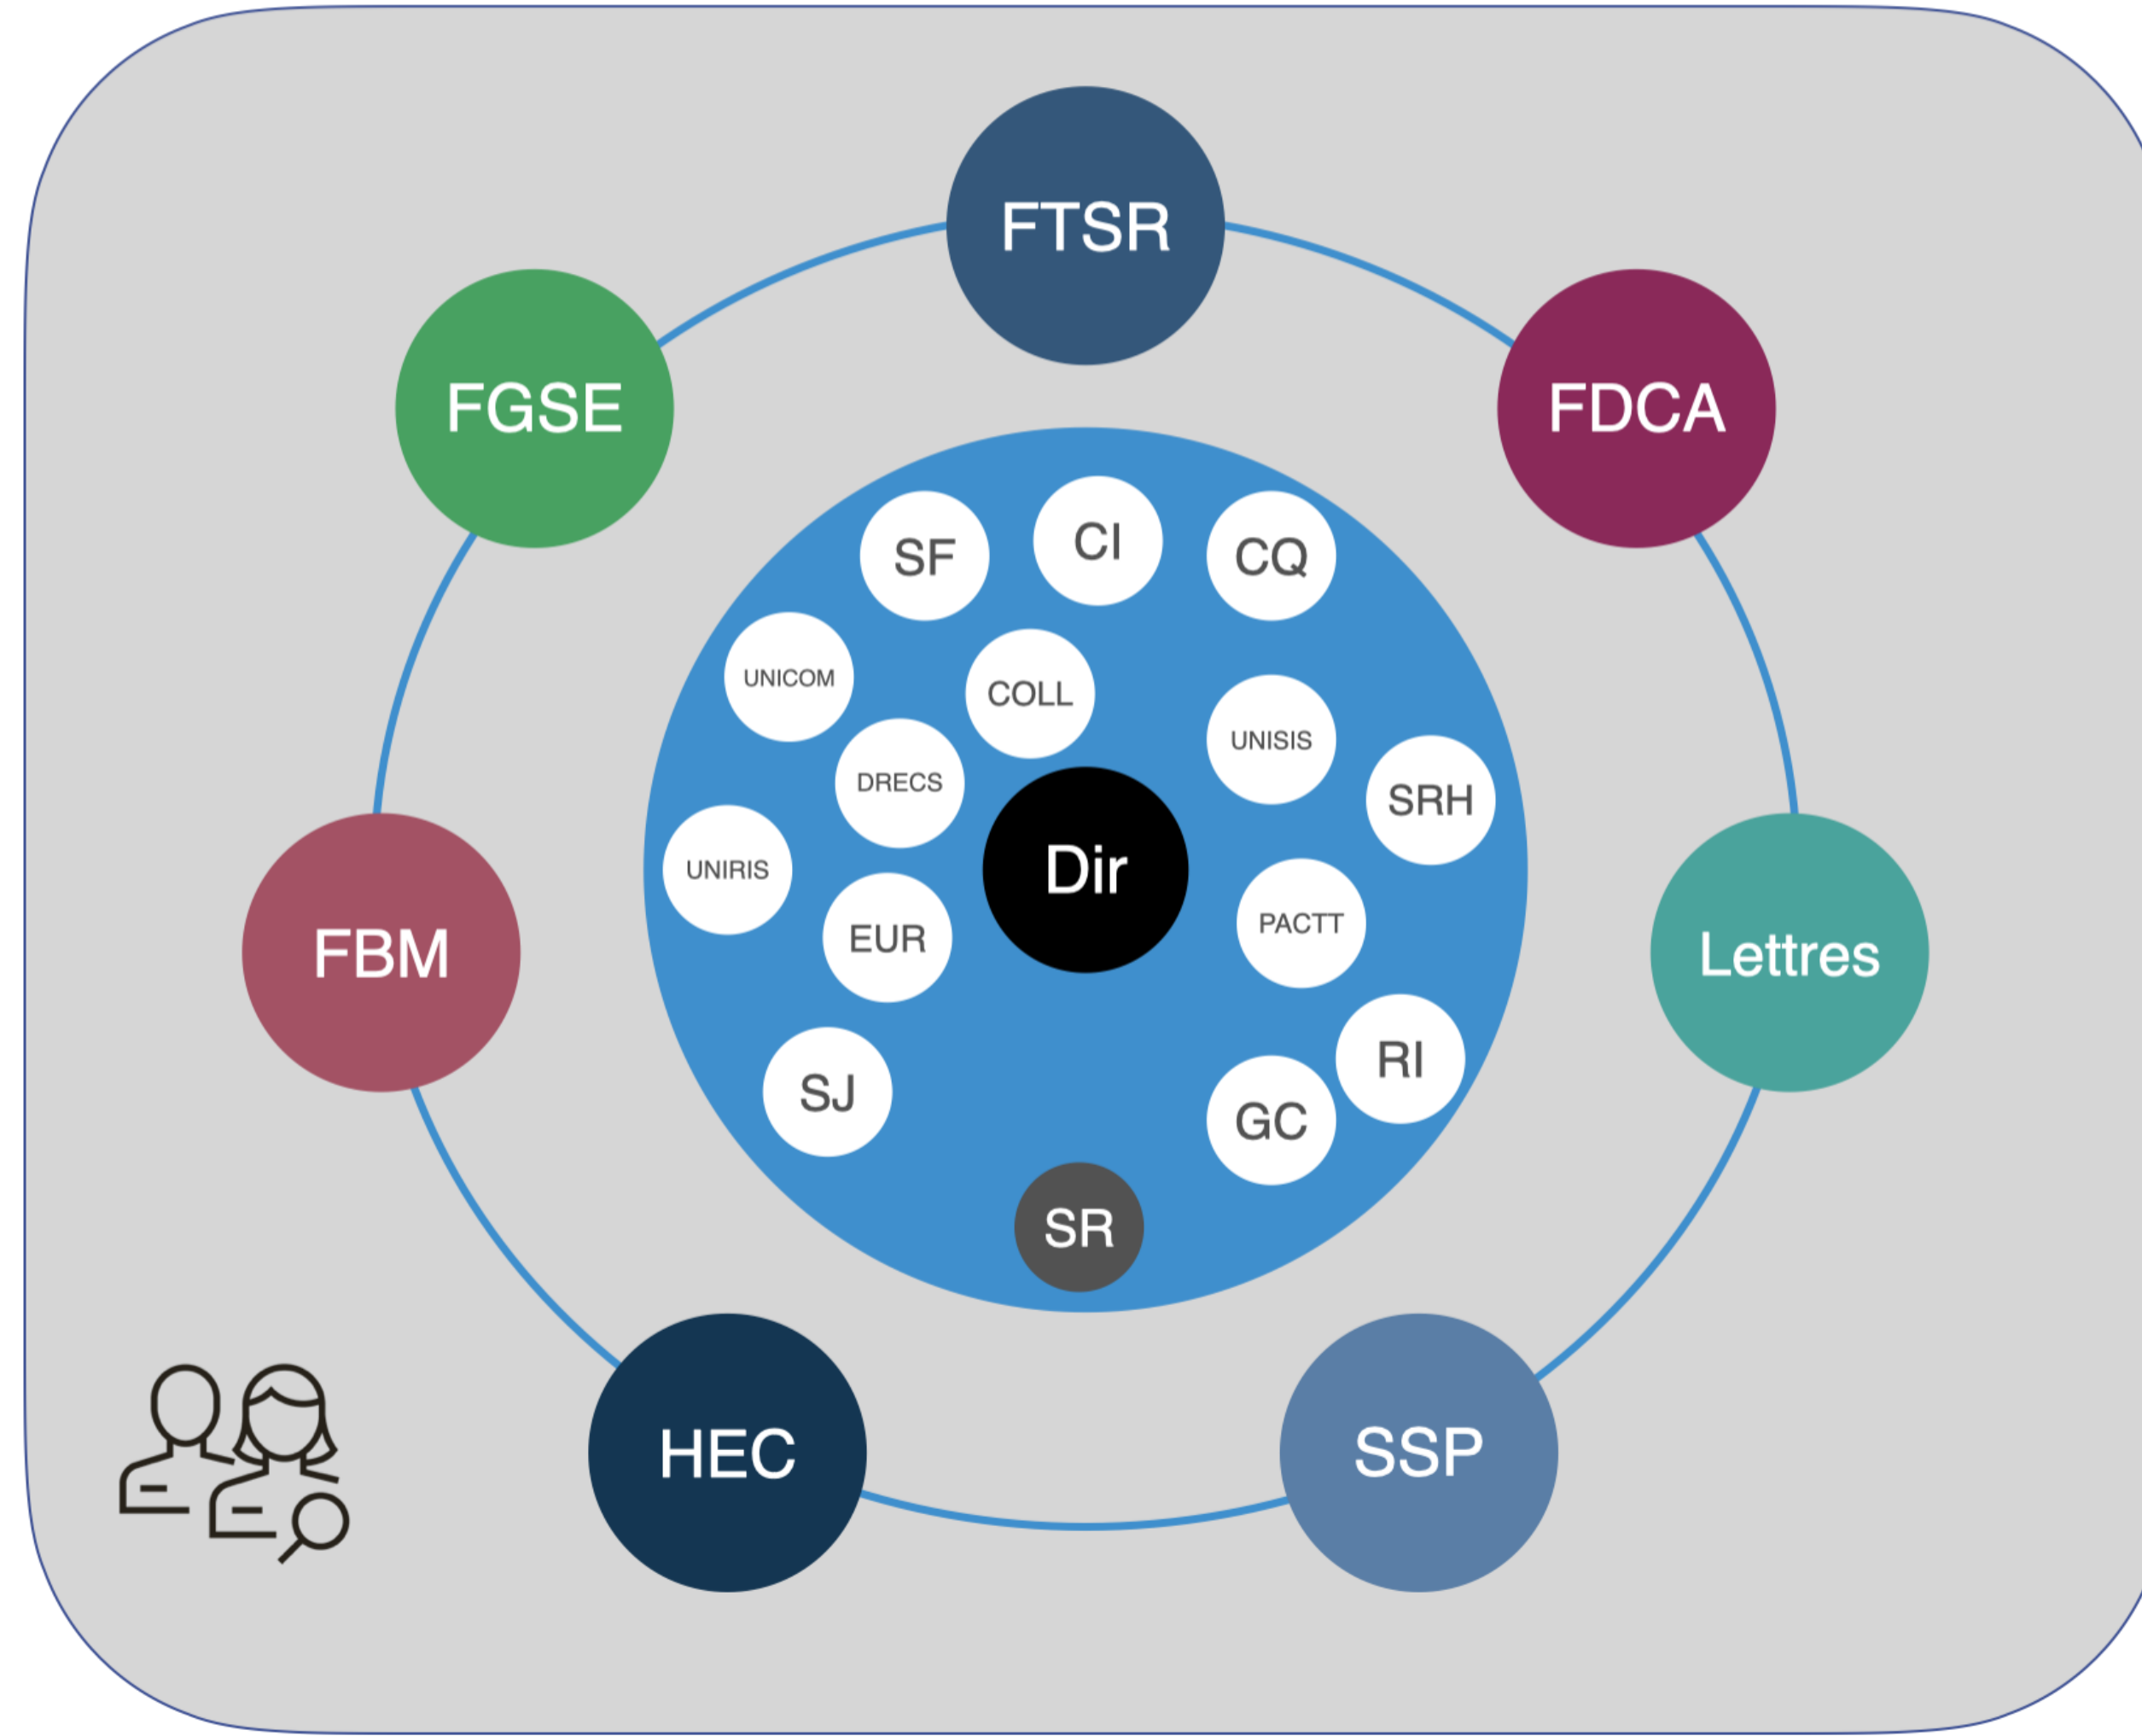 FTSR
FGSE
FDCA
SF
CI
CQ
UNICOM
COLL
UNISIS
DRECS
SRH
UNIRIS
Dir
EUR
PACTT
FBM
Lettres
RI
SJ
GC
SR
HEC
SSP